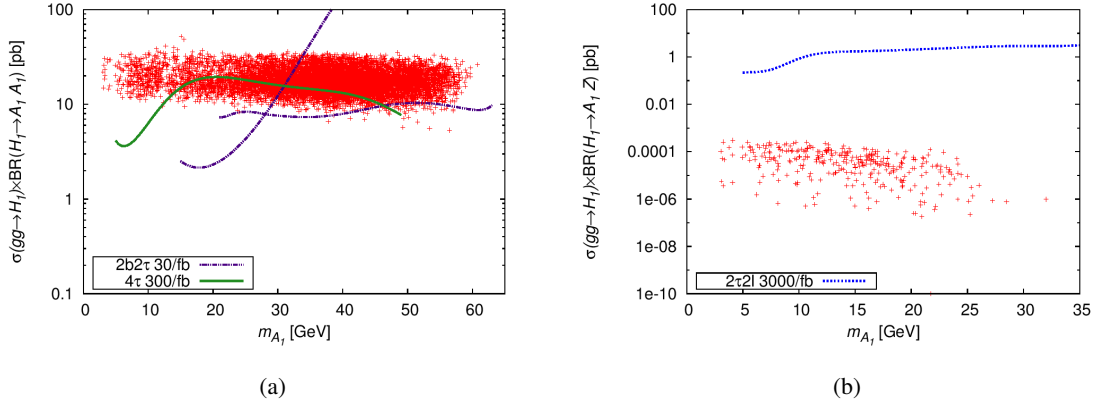 σ(gg→H₁)×BR(H₁→A₁ A₁) [pb]
100
10
1
0.1
2b2τ 30/fb
4τ 300/fb
0 10 20 30 40 50 60
m_A₁ [GeV]
(a)
σ(gg→H₁)×BR(H₁→A₁ Z) [pb]
100
1
0.01
0.0001
1e-06
1e-08
1e-10
2τ2l 3000/fb
0 5 10 15 20 25 30 35
m_A₁ [GeV]
(b)